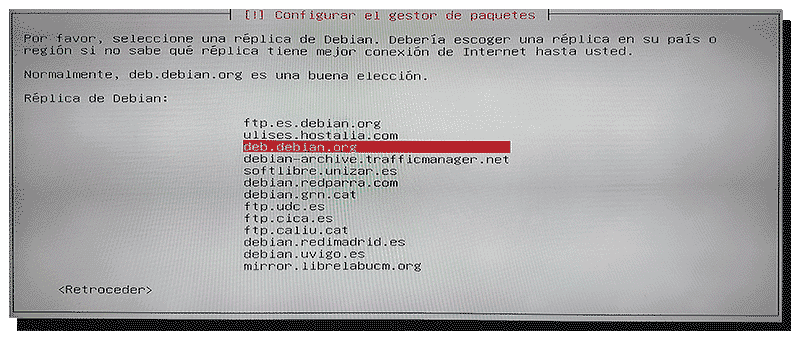 [!] Configurar el gestor de paquetes
Por favor, seleccione una réplica de Debian. Debería escoger una réplica en su país o
región si no sabe qué réplica tiene mejor conexión de Internet hasta usted.
Normalmente, deb.debian.org es una buena elección.
Réplica de Debian:
ftp.es.debian.org
ulises.hostalia.com
deb.debian.org
debian-archive.trafficmanager.net
softlibre.unizar.es
debian.redparra.com
debian.grn.cat
ftp.udc.es
ftp.cica.es
ftp.caliu.cat
debian.redimadrid.es
debian.uvigo.es
mirror.librelabucm.org
<Retroceder>